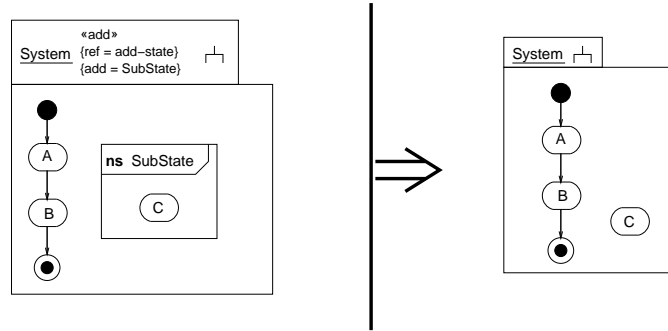 «add»
System {ref = add−state}
{add = SubState}
A
B
ns SubState
C
System
A
B
C